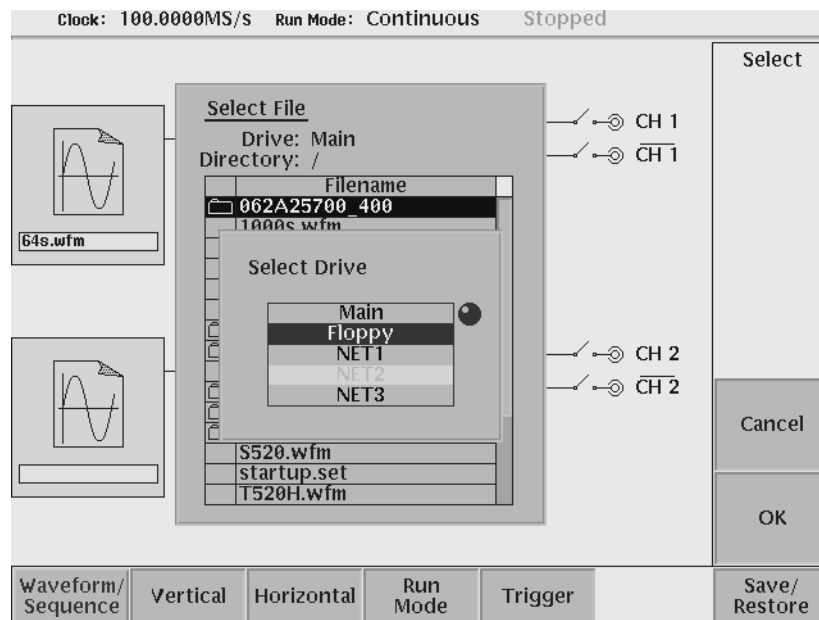 Clock: 100.0000MS/s Run Mode: Continuous Stopped
Select
Select File
Drive: Main
Directory: /
Filename
062A25700_400
1000s.wfm
Select Drive
Main
Floppy
NET1
NET2
NET3
S520.wfm
startup.set
T520H.wfm
64s.wfm
CH 1
CH 1
CH 2
CH 2
Cancel
OK
Waveform/
Sequence
Vertical
Horizontal
Run
Mode
Trigger
Save/
Restore